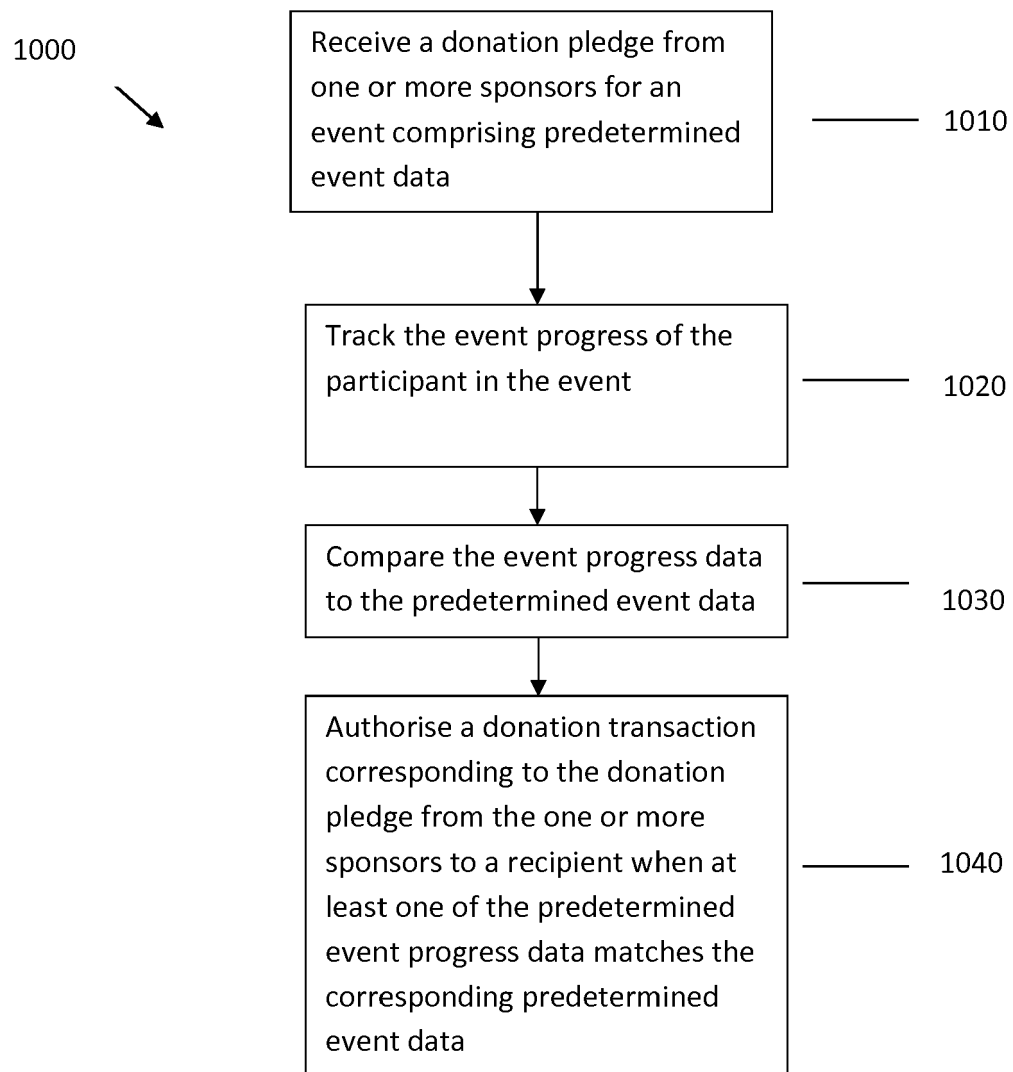 1000
Receive a donation pledge from
one or more sponsors for an
event comprising predetermined
event data
1010
Track the event progress of the
participant in the event
1020
Compare the event progress data
to the predetermined event data
1030
Authorise a donation transaction
corresponding to the donation
pledge from the one or more
sponsors to a recipient when at
least one of the predetermined
event progress data matches the
corresponding predetermined
event data
1040